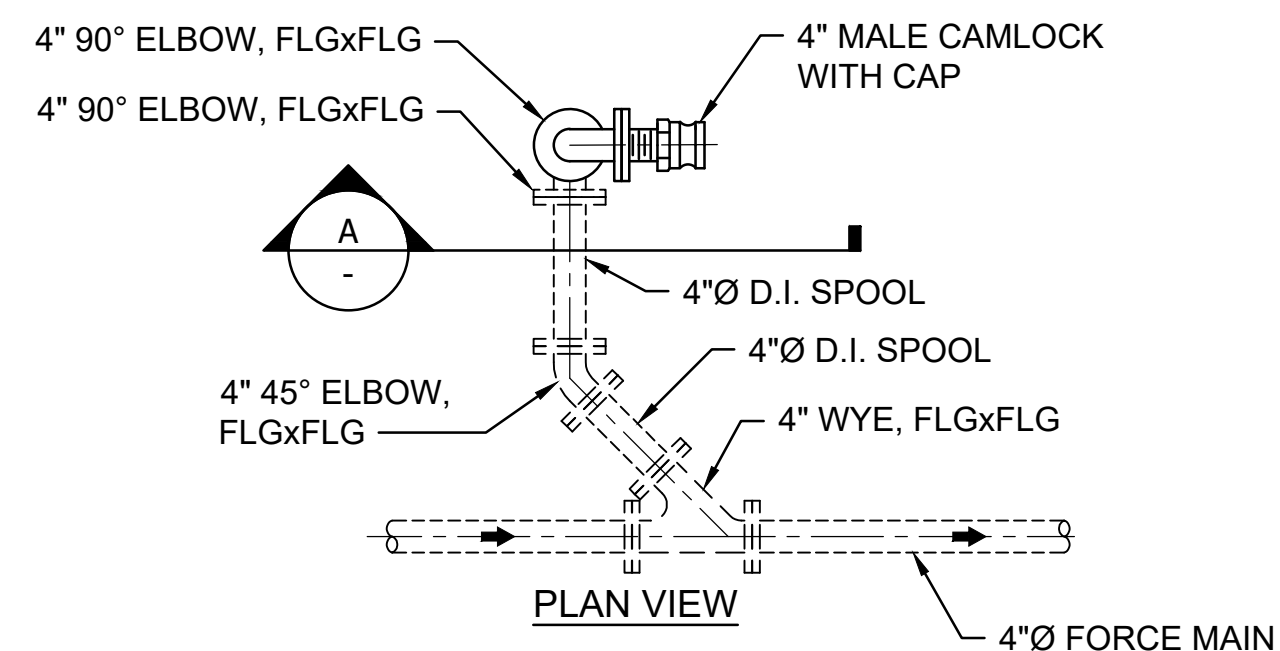 4" 90° ELBOW, FLGxFLG
4" MALE CAMLOCK
WITH CAP
4" 90° ELBOW, FLGxFLG
A
-
4"Ø D.I. SPOOL
4"Ø D.I. SPOOL
4" 45° ELBOW,
FLGxFLG
4" WYE, FLGxFLG
PLAN VIEW
4"Ø FORCE MAIN